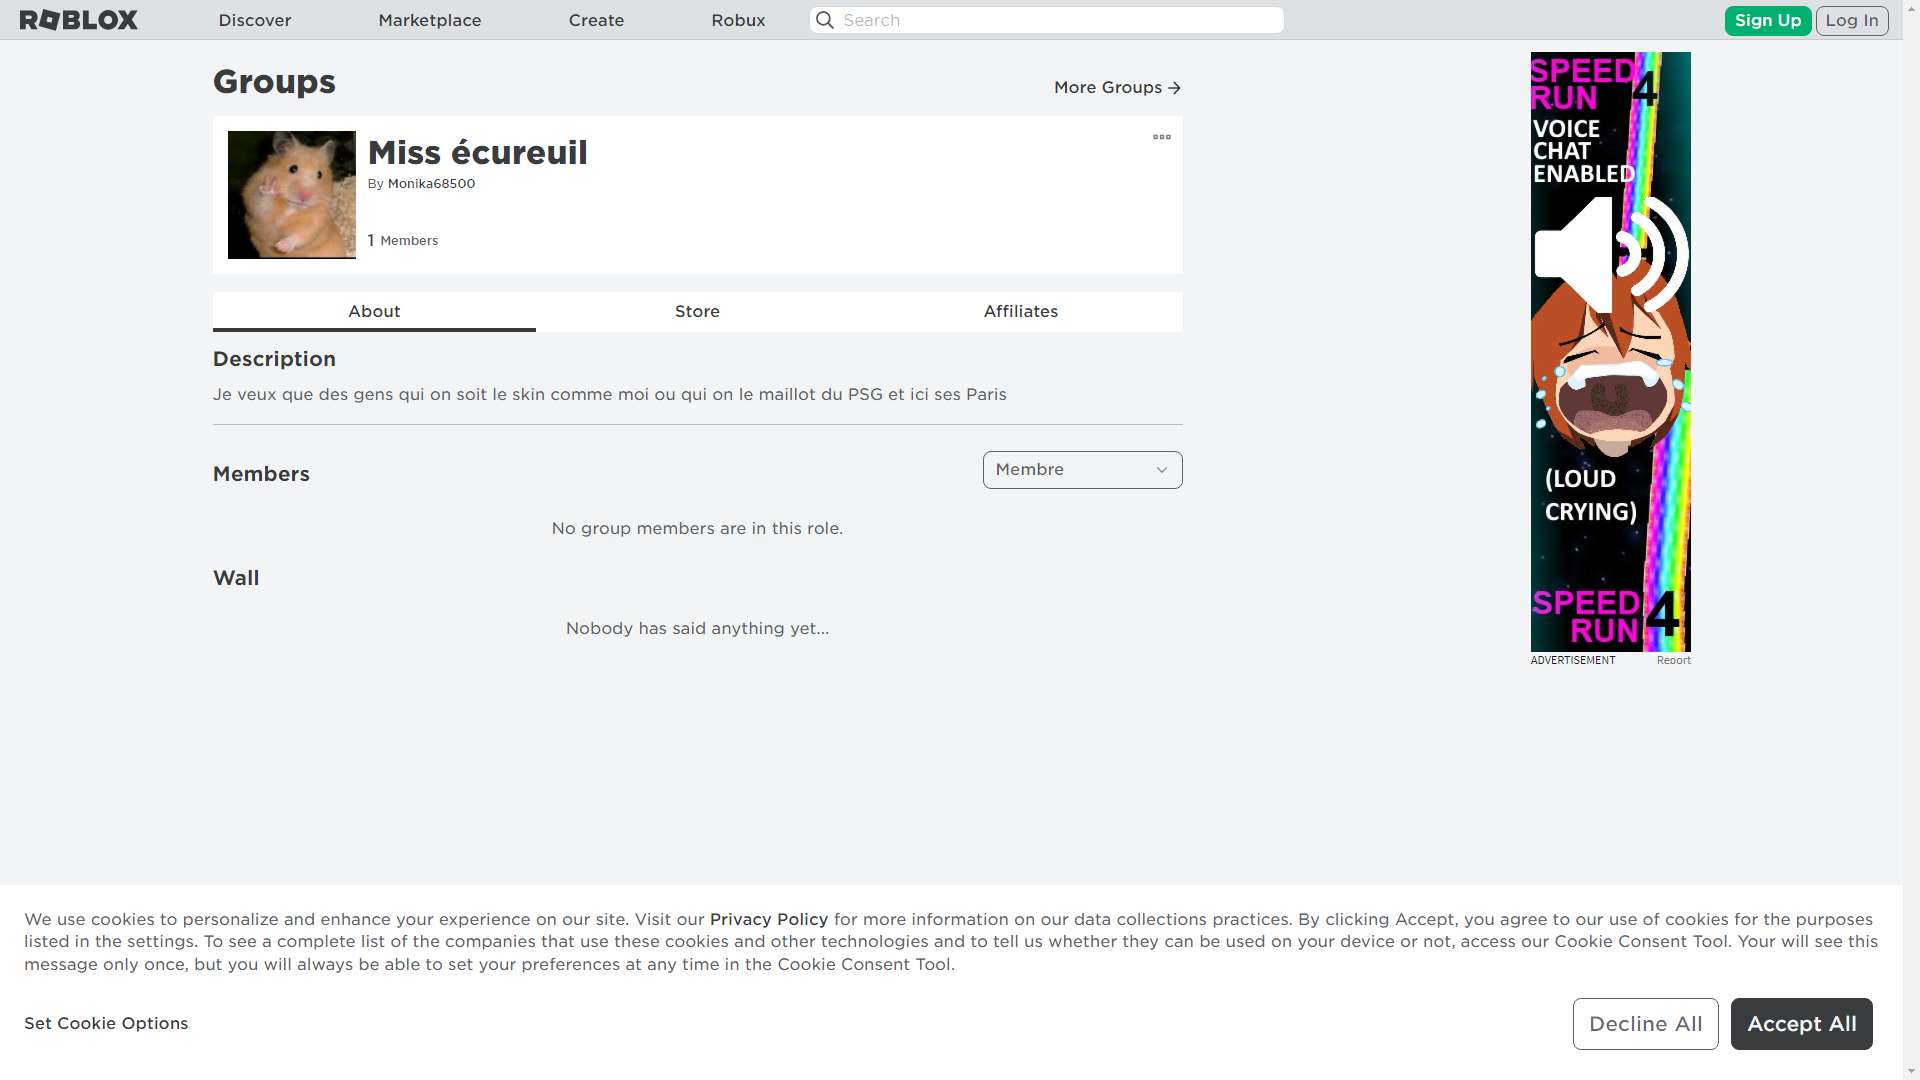 ROBLOX
Discover
Marketplace
Create
Robux
Search
Sign Up
Log In
Groups
More Groups
Miss écureuil
By Monika68500
1 Members
About
Store
Affiliates
Description
Je veux que des gens qui on soit le skin comme moi ou qui on le maillot du PSG et ici ses Paris
Members
Membre
No group members are in this role.
Wall
Nobody has said anything yet...
SPEED
RUN 4
VOICE
CHAT
ENABLED
(LOUD
CRYING)
SPEED
RUN 4
ADVERTISEMENT
Report
We use cookies to personalize and enhance your experience on our site. Visit our Privacy Policy for more information on our data collections practices. By clicking Accept, you agree to our use of cookies for the purposes
listed in the settings. To see a complete list of the companies that use these cookies and other technologies and to tell us whether they can be used on your device or not, access our Cookie Consent Tool. Your will see this
message only once, but you will always be able to set your preferences at any time in the Cookie Consent Tool.
Set Cookie Options
Decline All
Accept All